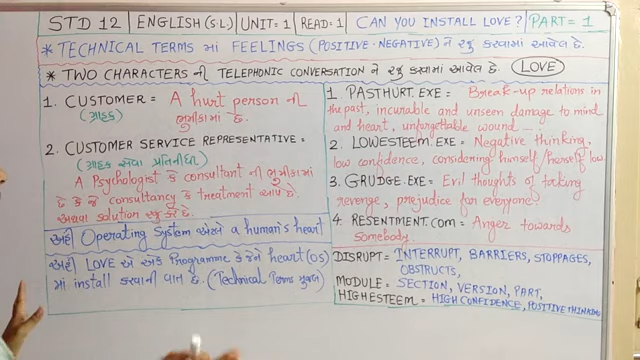 STD 12 | ENGLISH (S.L) | UNIT=1 | READ=1 | CAN YOU INSTALL LOVE? | PART=1
* TECHNICAL TERMS માં FEELINGS (POSITIVE-NEGATIVE) ને રજૂ કરવામાં આવેલ છે.
* TWO CHARACTERS ની TELEPHONIC CONVERSATION ને રજૂ કરવામાં આવેલ છે. LOVE
1. CUSTOMER = A hurt person ની
(ગ્રાહક) ભુમીકામાં છે.
2. CUSTOMER SERVICE REPRESENTATIVE =
(ગ્રાહક સેવા પ્રતિનિધી)
A Psychologist કે consultant ની ભુમીકામાં
છે કે જે consultancy કે treatment આપે છે.
અથવા solution રજૂ કરે છે.
અહીં Operating System એટલે a human's heart
અહીં LOVE એ એક Programme કે જેને heart (OS)
માં install કરવાની વાત છે. (Technical Terms મુજબ)
1 PASTHURT.EXE= Break-up relations in
the past, incurable and unseen damage to mind
and heart, unforgettable wound ....!
2. LOWESTEEM.EXE= Negative thinking,
low confidence, considering himself/herself low
3. GRUDGE.EXE= Evil thoughts of taking
revenge, prejudice for everyone?
4. RESENTMENT.COM= Anger towards
somebody.
DISRUPT= INTERRUPT, BARRIERS, STOPPAGES,
OBSTRUCTS,
MODULE= SECTION, VERSION, PART,
HIGHESTEEM = HIGH CONFIDENCE, POSITIVE THINKING